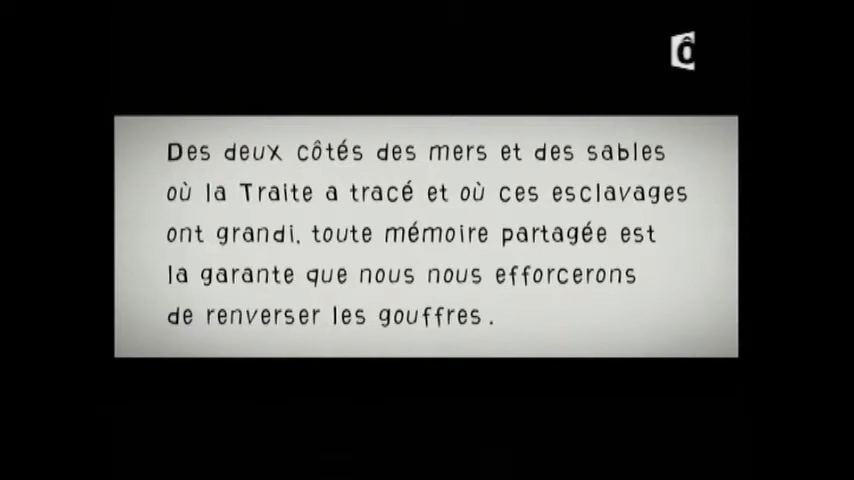 Ô
Des deux côtés des mers et des sables
où la Traite a tracé et où ces esclavages
ont grandi, toute mémoire partagée est
la garante que nous nous efforcerons
de renverser les gouffres.